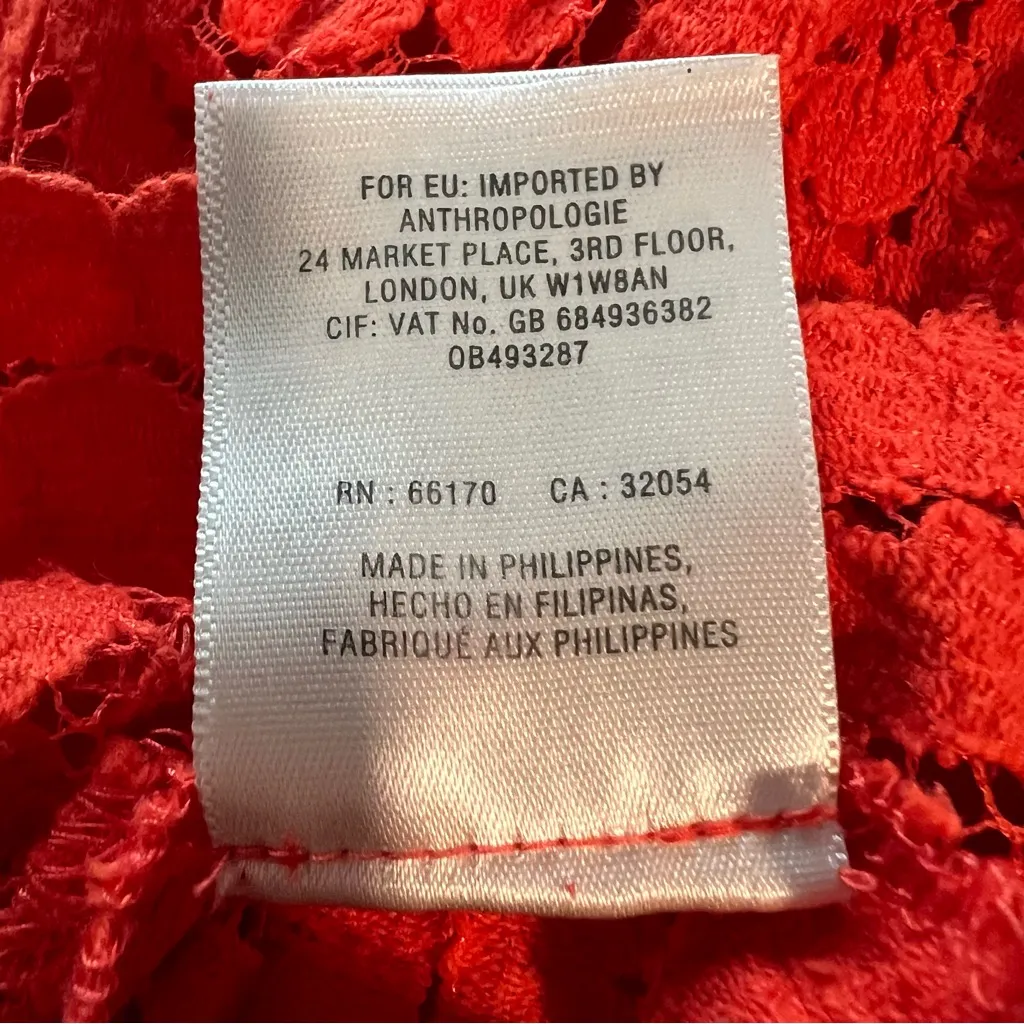 FOR EU: IMPORTED BY
ANTHROPOLOGIE
24 MARKET PLACE, 3RD FLOOR,
LONDON, UK W1W8AN
CIF: VAT No. GB 684936382
OB493287
RN : 66170 CA : 32054
MADE IN PHILIPPINES,
HECHO EN FILIPINAS,
FABRIQUÉ AUX PHILIPPINES